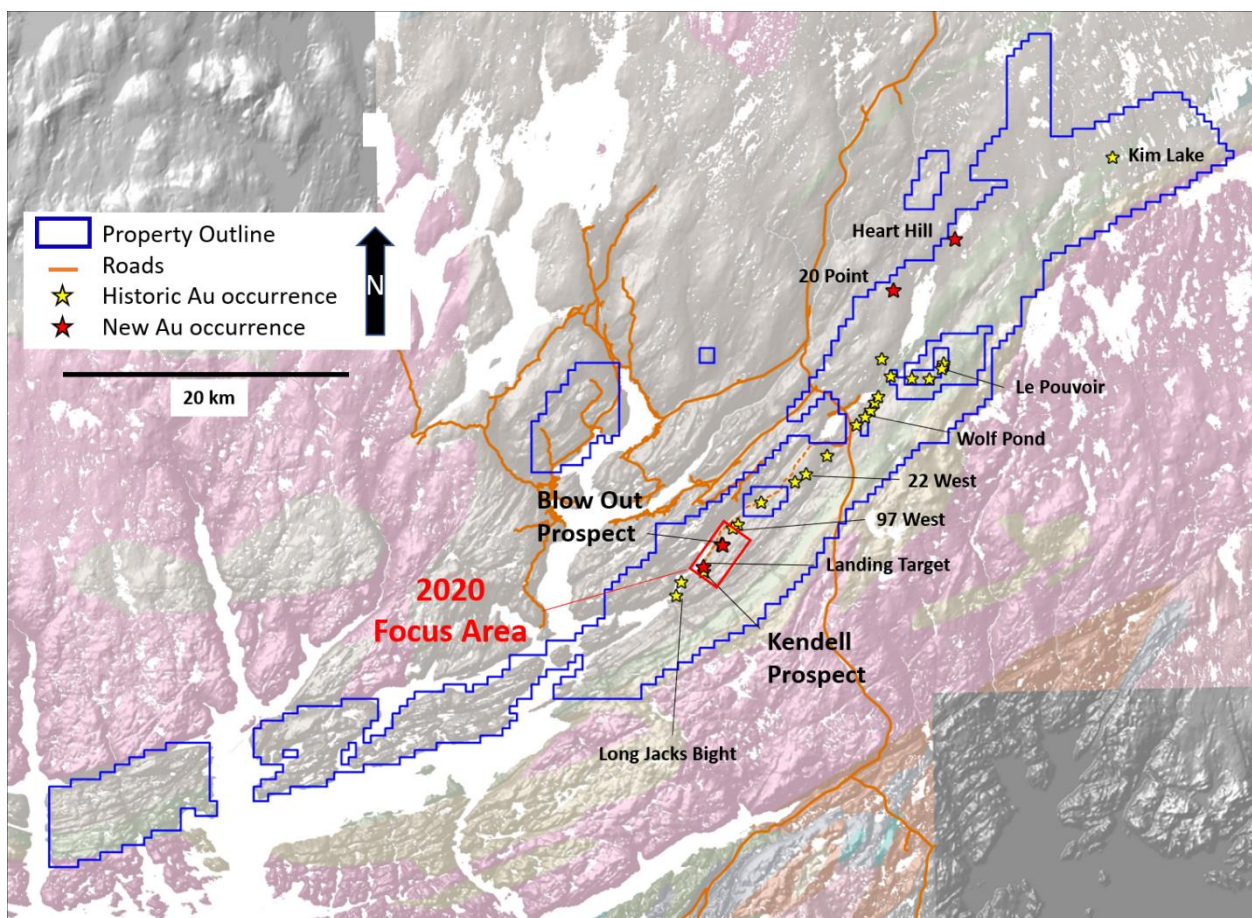 Property Outline
Roads
Historic Au occurrence
New Au occurrence
N
20 km
Kim Lake
Heart Hill
20 Point
Le Pouvoir
Wolf Pond
22 West
Blow Out
Prospect
97 West
Landing Target
2020
Focus Area
Kendell
Prospect
Long Jacks Bight